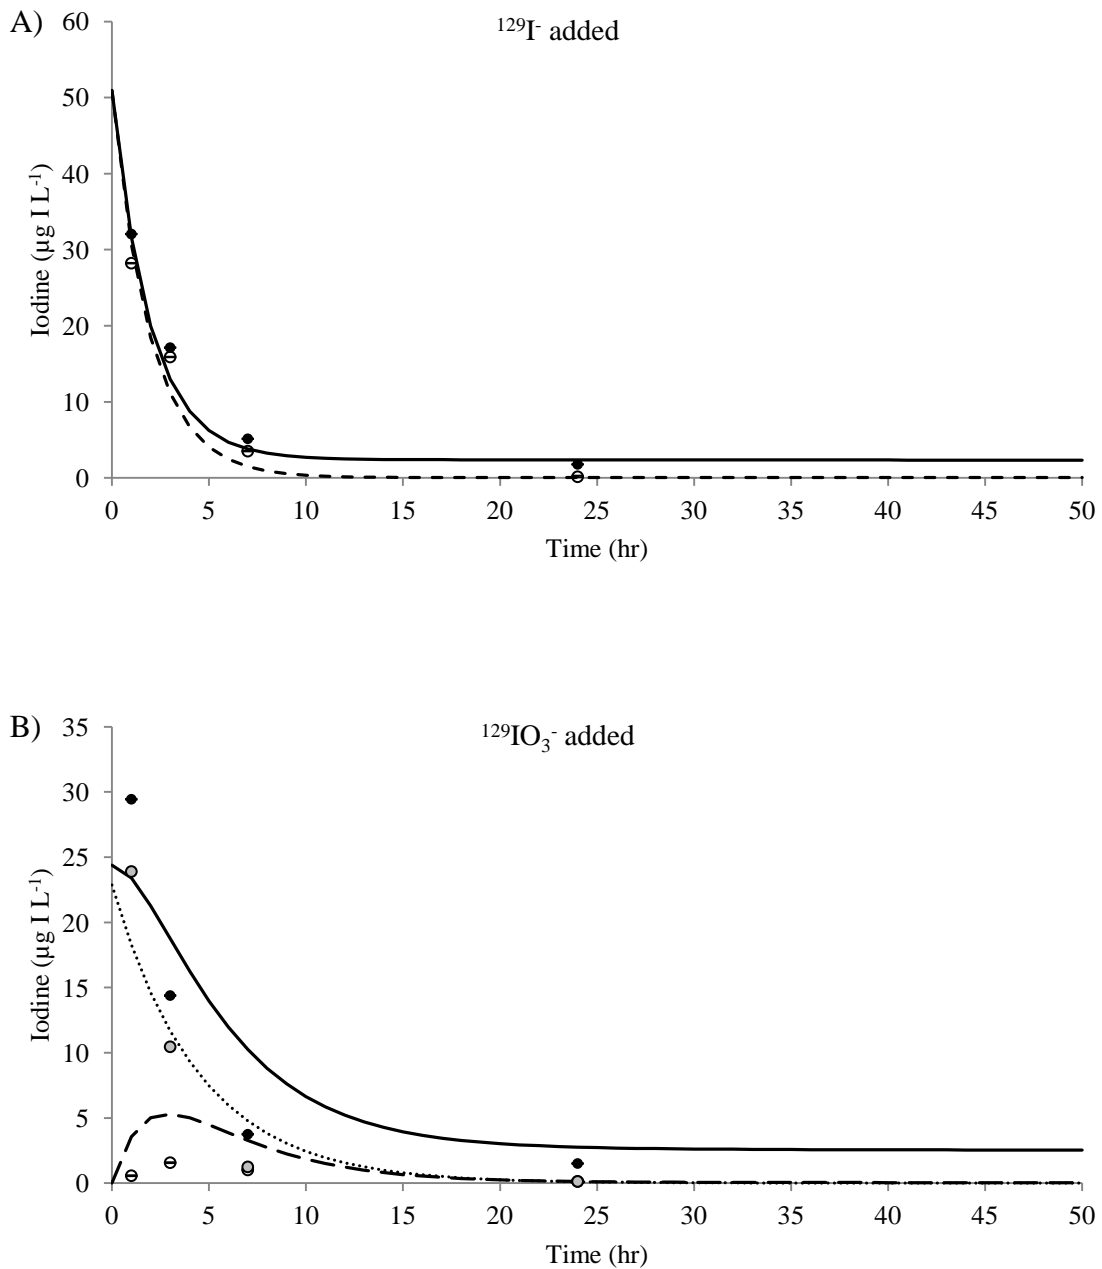 A)
¹²⁹I⁻ added
Iodine (µg I L⁻¹)
60
50
40
30
20
10
0
0 5 10 15 20 25 30 35 40 45 50
Time (hr)
B)
¹²⁹IO₃⁻ added
Iodine (µg I L⁻¹)
35
30
25
20
15
10
5
0
0 5 10 15 20 25 30 35 40 45 50
Time (hr)